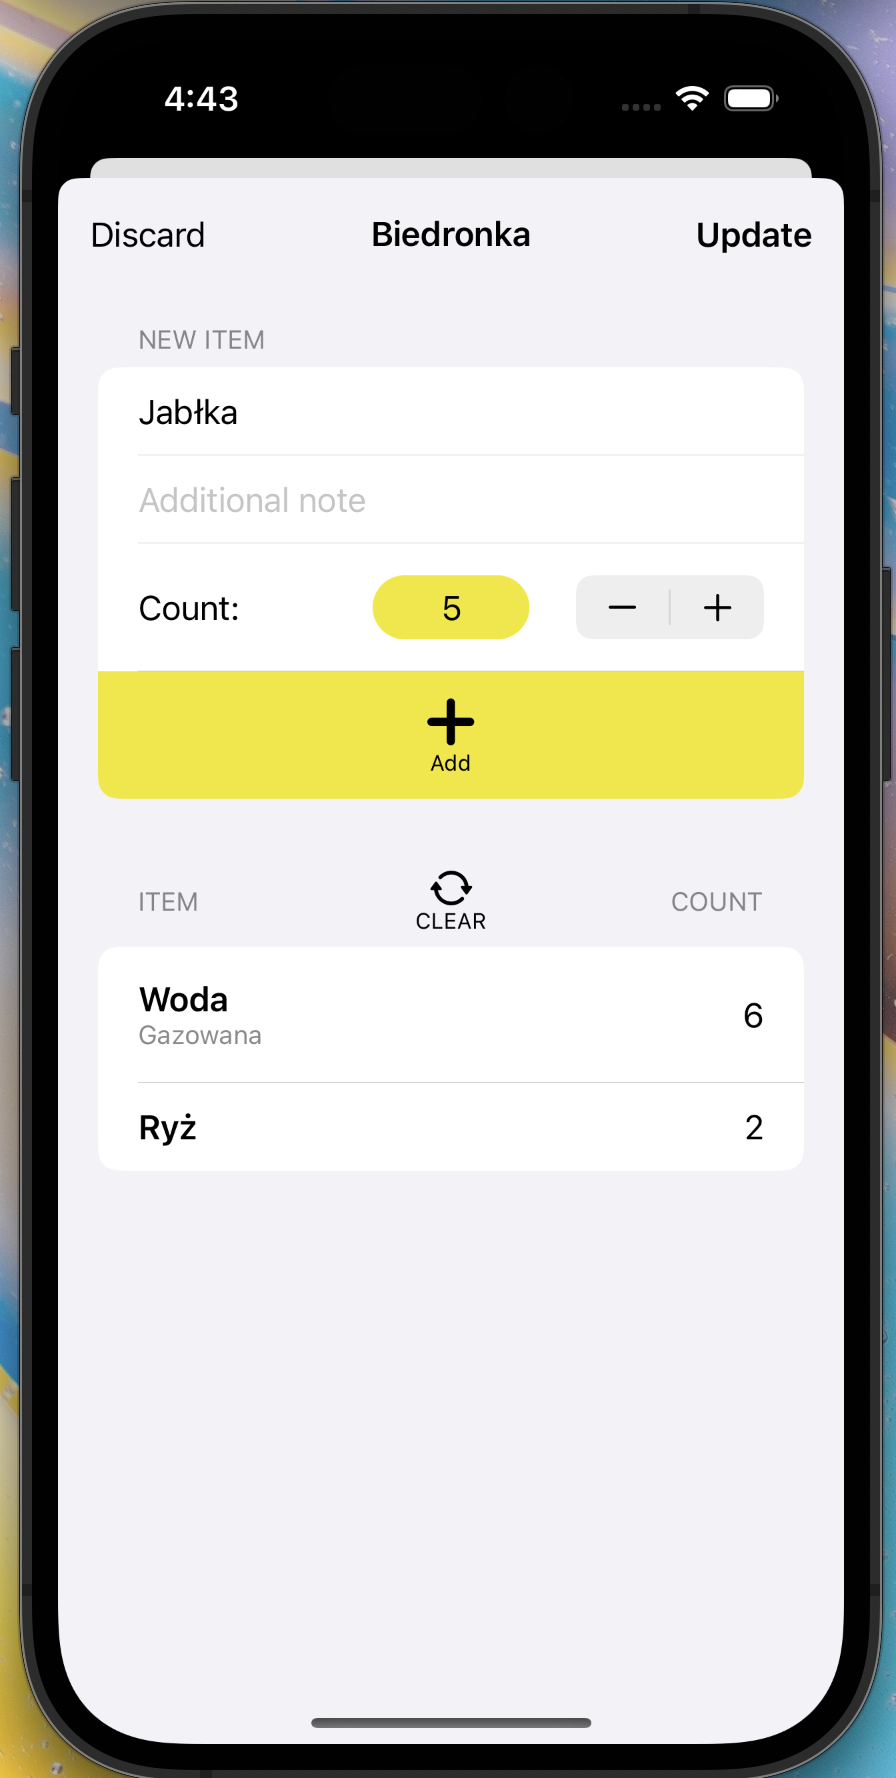 4:43
Discard Biedronka Update
NEW ITEM
Jabłka
Additional note
Count: 5
Add
ITEM CLEAR COUNT
Woda 6
Gazowana
Ryż 2